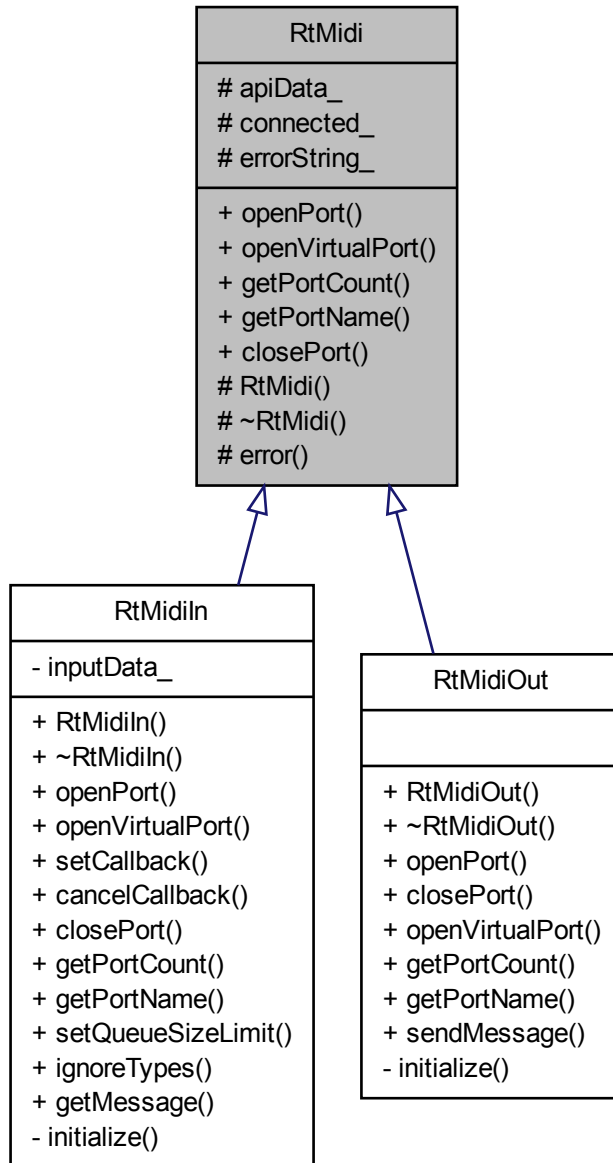 RtMidi
# apiData_
# connected_
# errorString_
+ openPort()
+ openVirtualPort()
+ getPortCount()
+ getPortName()
+ closePort()
# RtMidi()
# ~RtMidi()
# error()
RtMidiIn
- inputData_
+ RtMidiIn()
+ ~RtMidiIn()
+ openPort()
+ openVirtualPort()
+ setCallback()
+ cancelCallback()
+ closePort()
+ getPortCount()
+ getPortName()
+ setQueueSizeLimit()
+ ignoreTypes()
+ getMessage()
- initialize()
RtMidiOut
+ RtMidiOut()
+ ~RtMidiOut()
+ openPort()
+ closePort()
+ openVirtualPort()
+ getPortCount()
+ getPortName()
+ sendMessage()
- initialize()